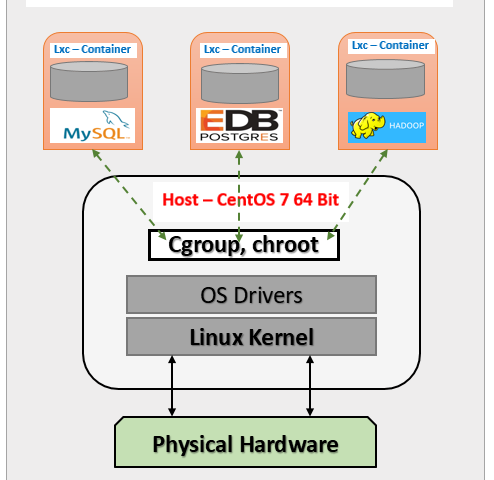 Lxc – Container
Lxc – Container
Lxc – Container
MySQL
EDB
POSTGRES
HADOOP
Host – CentOS 7 64 Bit
Cgroup, chroot
OS Drivers
Linux Kernel
Physical Hardware